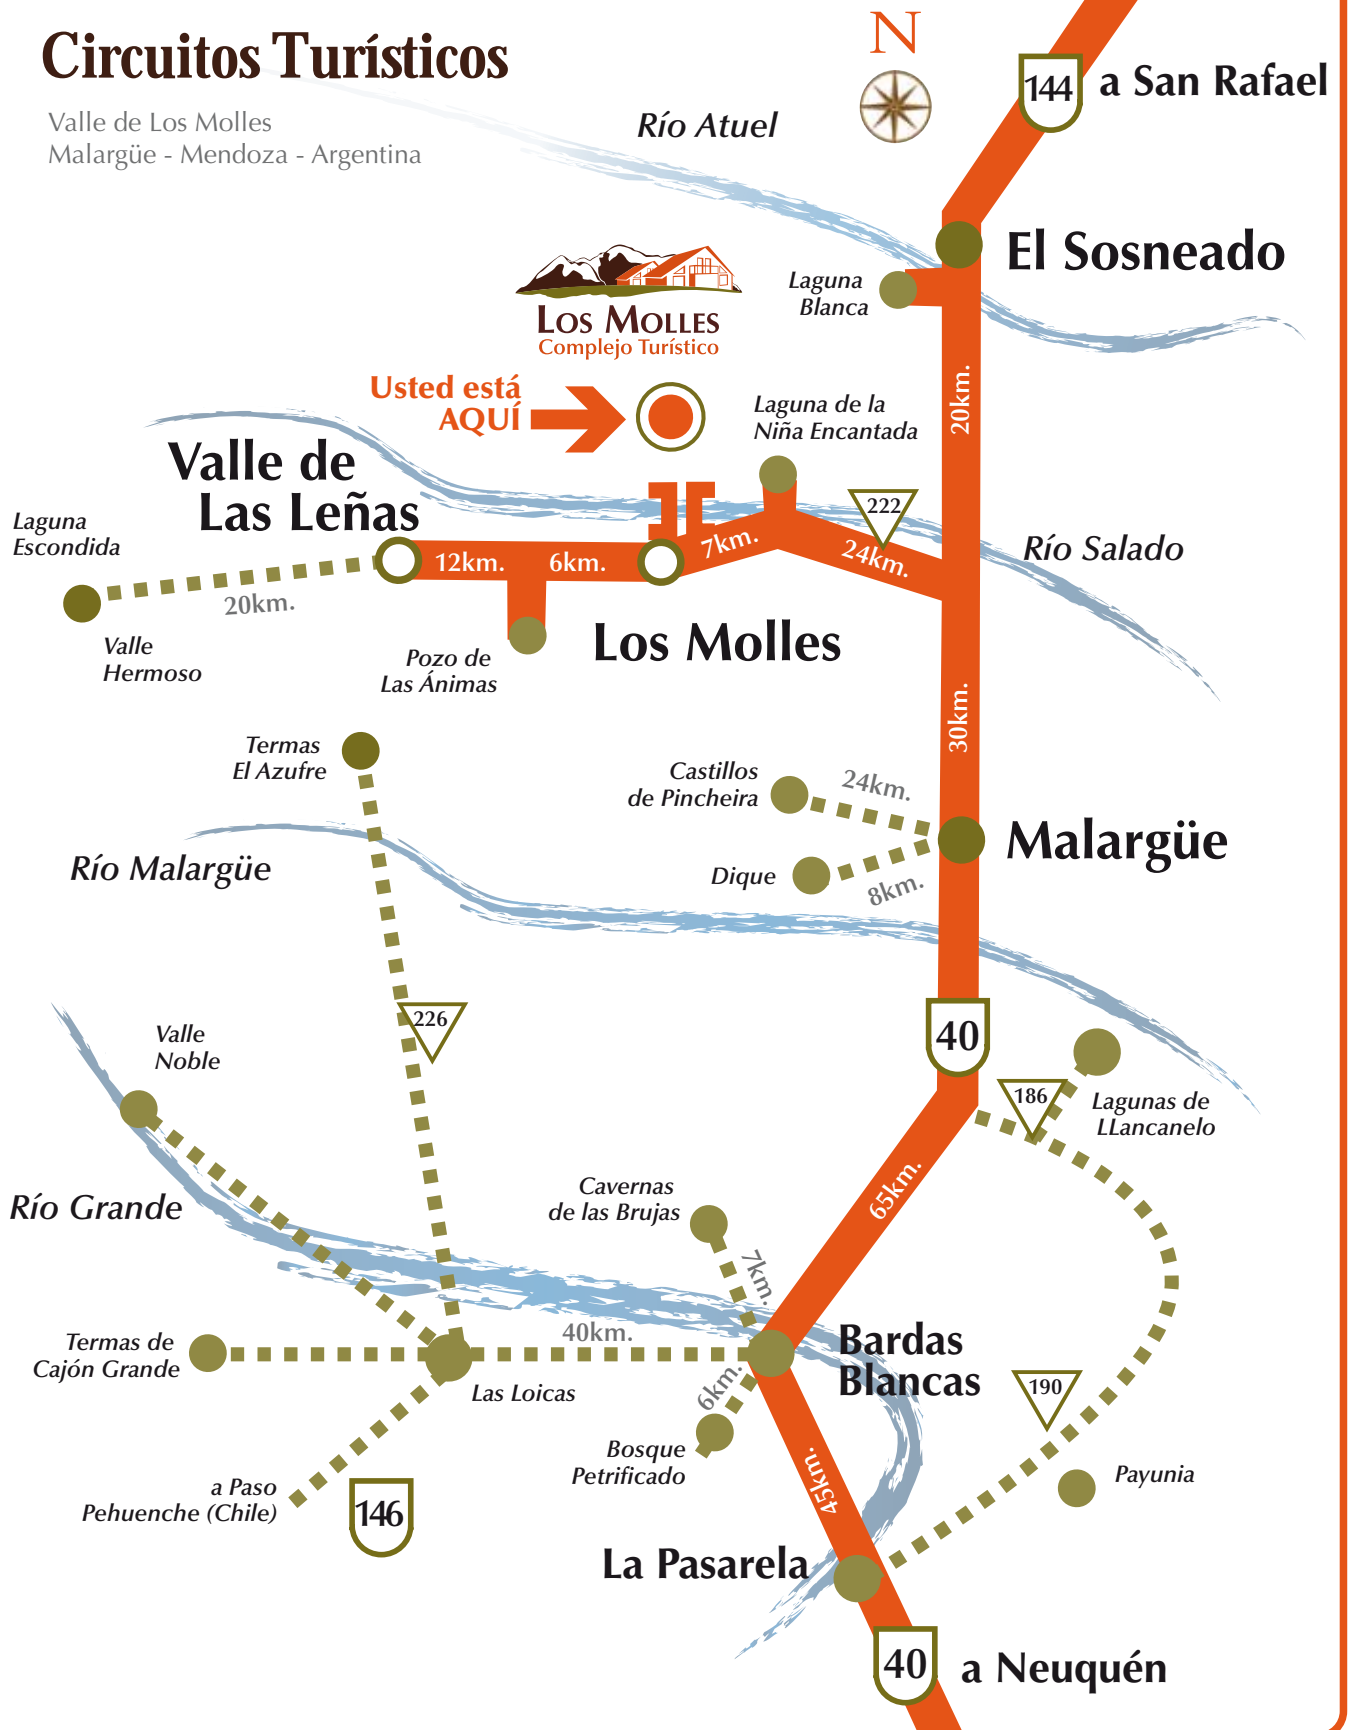 Circuitos Turísticos
Valle de Los Molles
Malargüe - Mendoza - Argentina
N
144
a San Rafael
Río Atuel
El Sosneado
Laguna
Blanca
LOS MOLLES
Complejo Turístico
Usted está
AQUÍ
20km.
Laguna de la
Niña Encantada
Valle de
Las Leñas
222
Laguna
Escondida
Río Salado
12km.
6km.
7km.
24km.
20km.
Valle
Hermoso
Los Molles
Pozo de
Las Ánimas
30km.
Termas
El Azufre
Castillos
de Pincheira
24km.
Malargüe
Río Malargüe
Dique
8km.
40
226
Valle
Noble
186
Lagunas de
LLancanelo
65km.
Río Grande
Cavernas
de las Brujas
7km.
40km.
Termas de
Cajón Grande
Bardas
Blancas
Las Loicas
6km.
190
Bosque
Petrificado
45km.
Payunia
a Paso
Pehuenche (Chile)
146
La Pasarela
40
a Neuquén